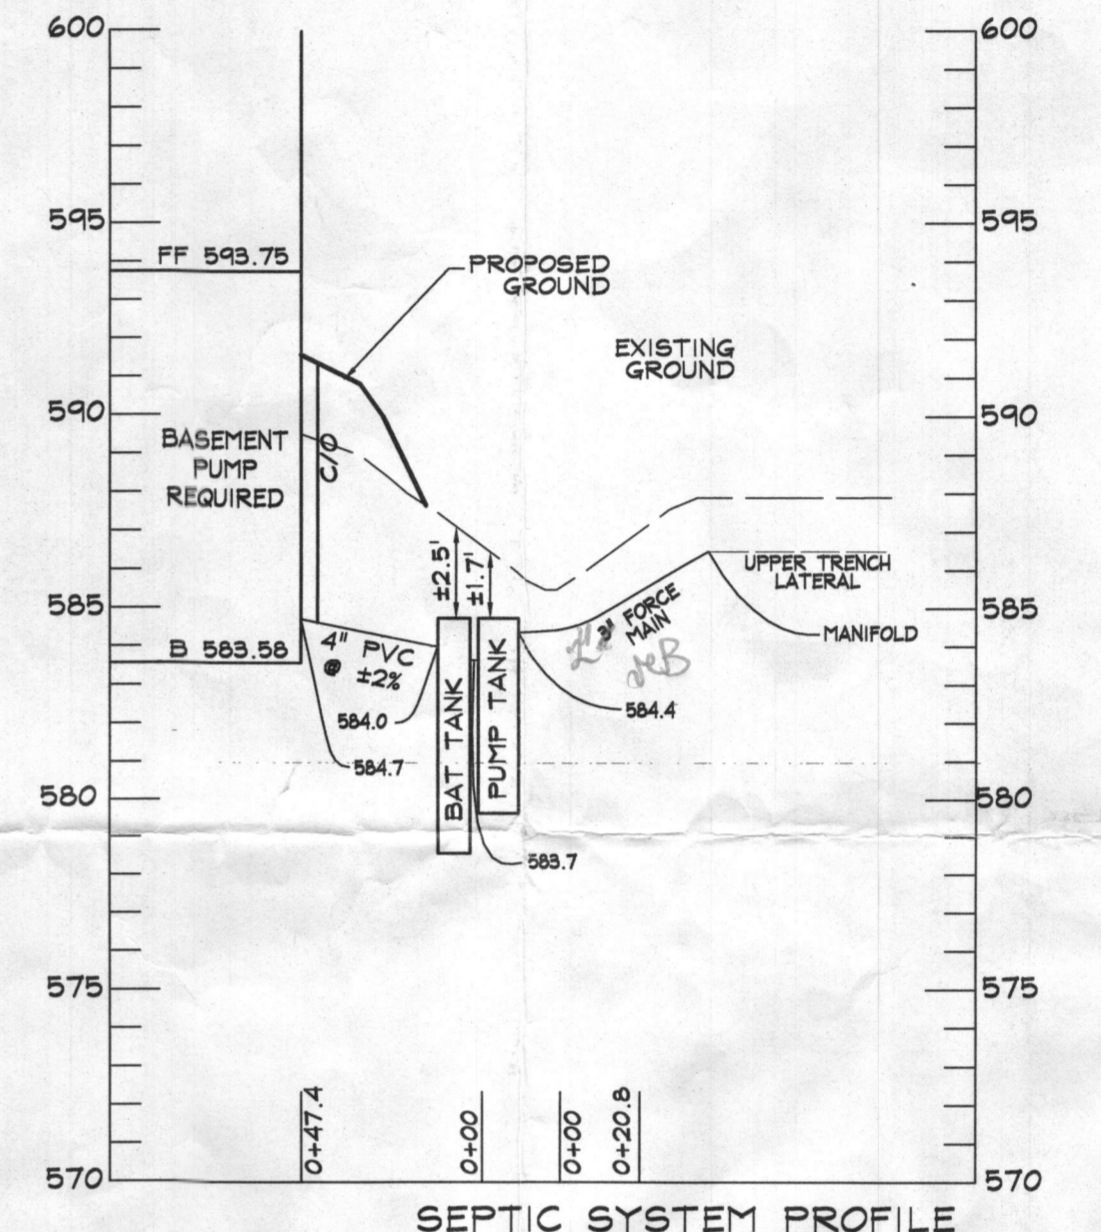 600
600
595
595
FF 593.75
PROPOSED
GROUND
EXISTING
GROUND
590
590
BASEMENT
PUMP
REQUIRED
C/O
±2.5'
±1.7'
UPPER TRENCH
LATERAL
585
585
B 583.58
4" PVC
@ ±2%
3" FORCE
MAIN
MANIFOLD
584.0
584.4
584.7
BAT TANK
PUMP TANK
580
580
583.7
575
575
0+47.4
0+00
0+00
0+20.8
570
570
SEPTIC SYSTEM PROFILE